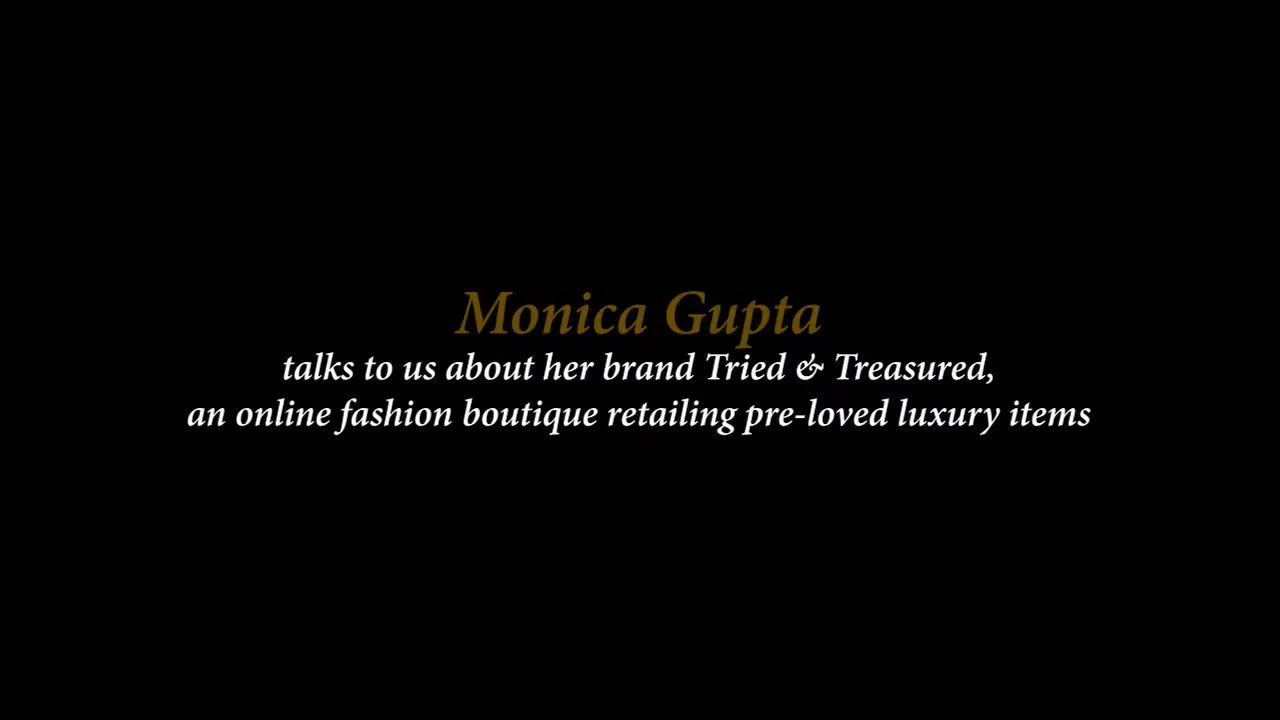 Monica Gupta
talks to us about her brand Tried & Treasured,
an online fashion boutique retailing pre-loved luxury items